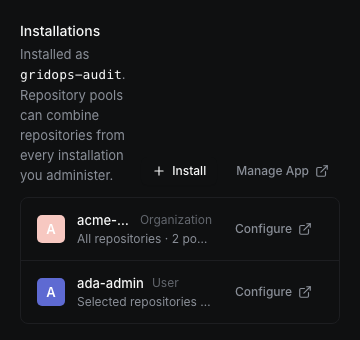 Installations
Installed as
gridops-audit.
Repository pools
can combine
repositories from
every installation
you administer.
+ Install
Manage App
A
acme-... Organization
All repositories · 2 po...
Configure
A
ada-admin User
Selected repositories ...
Configure